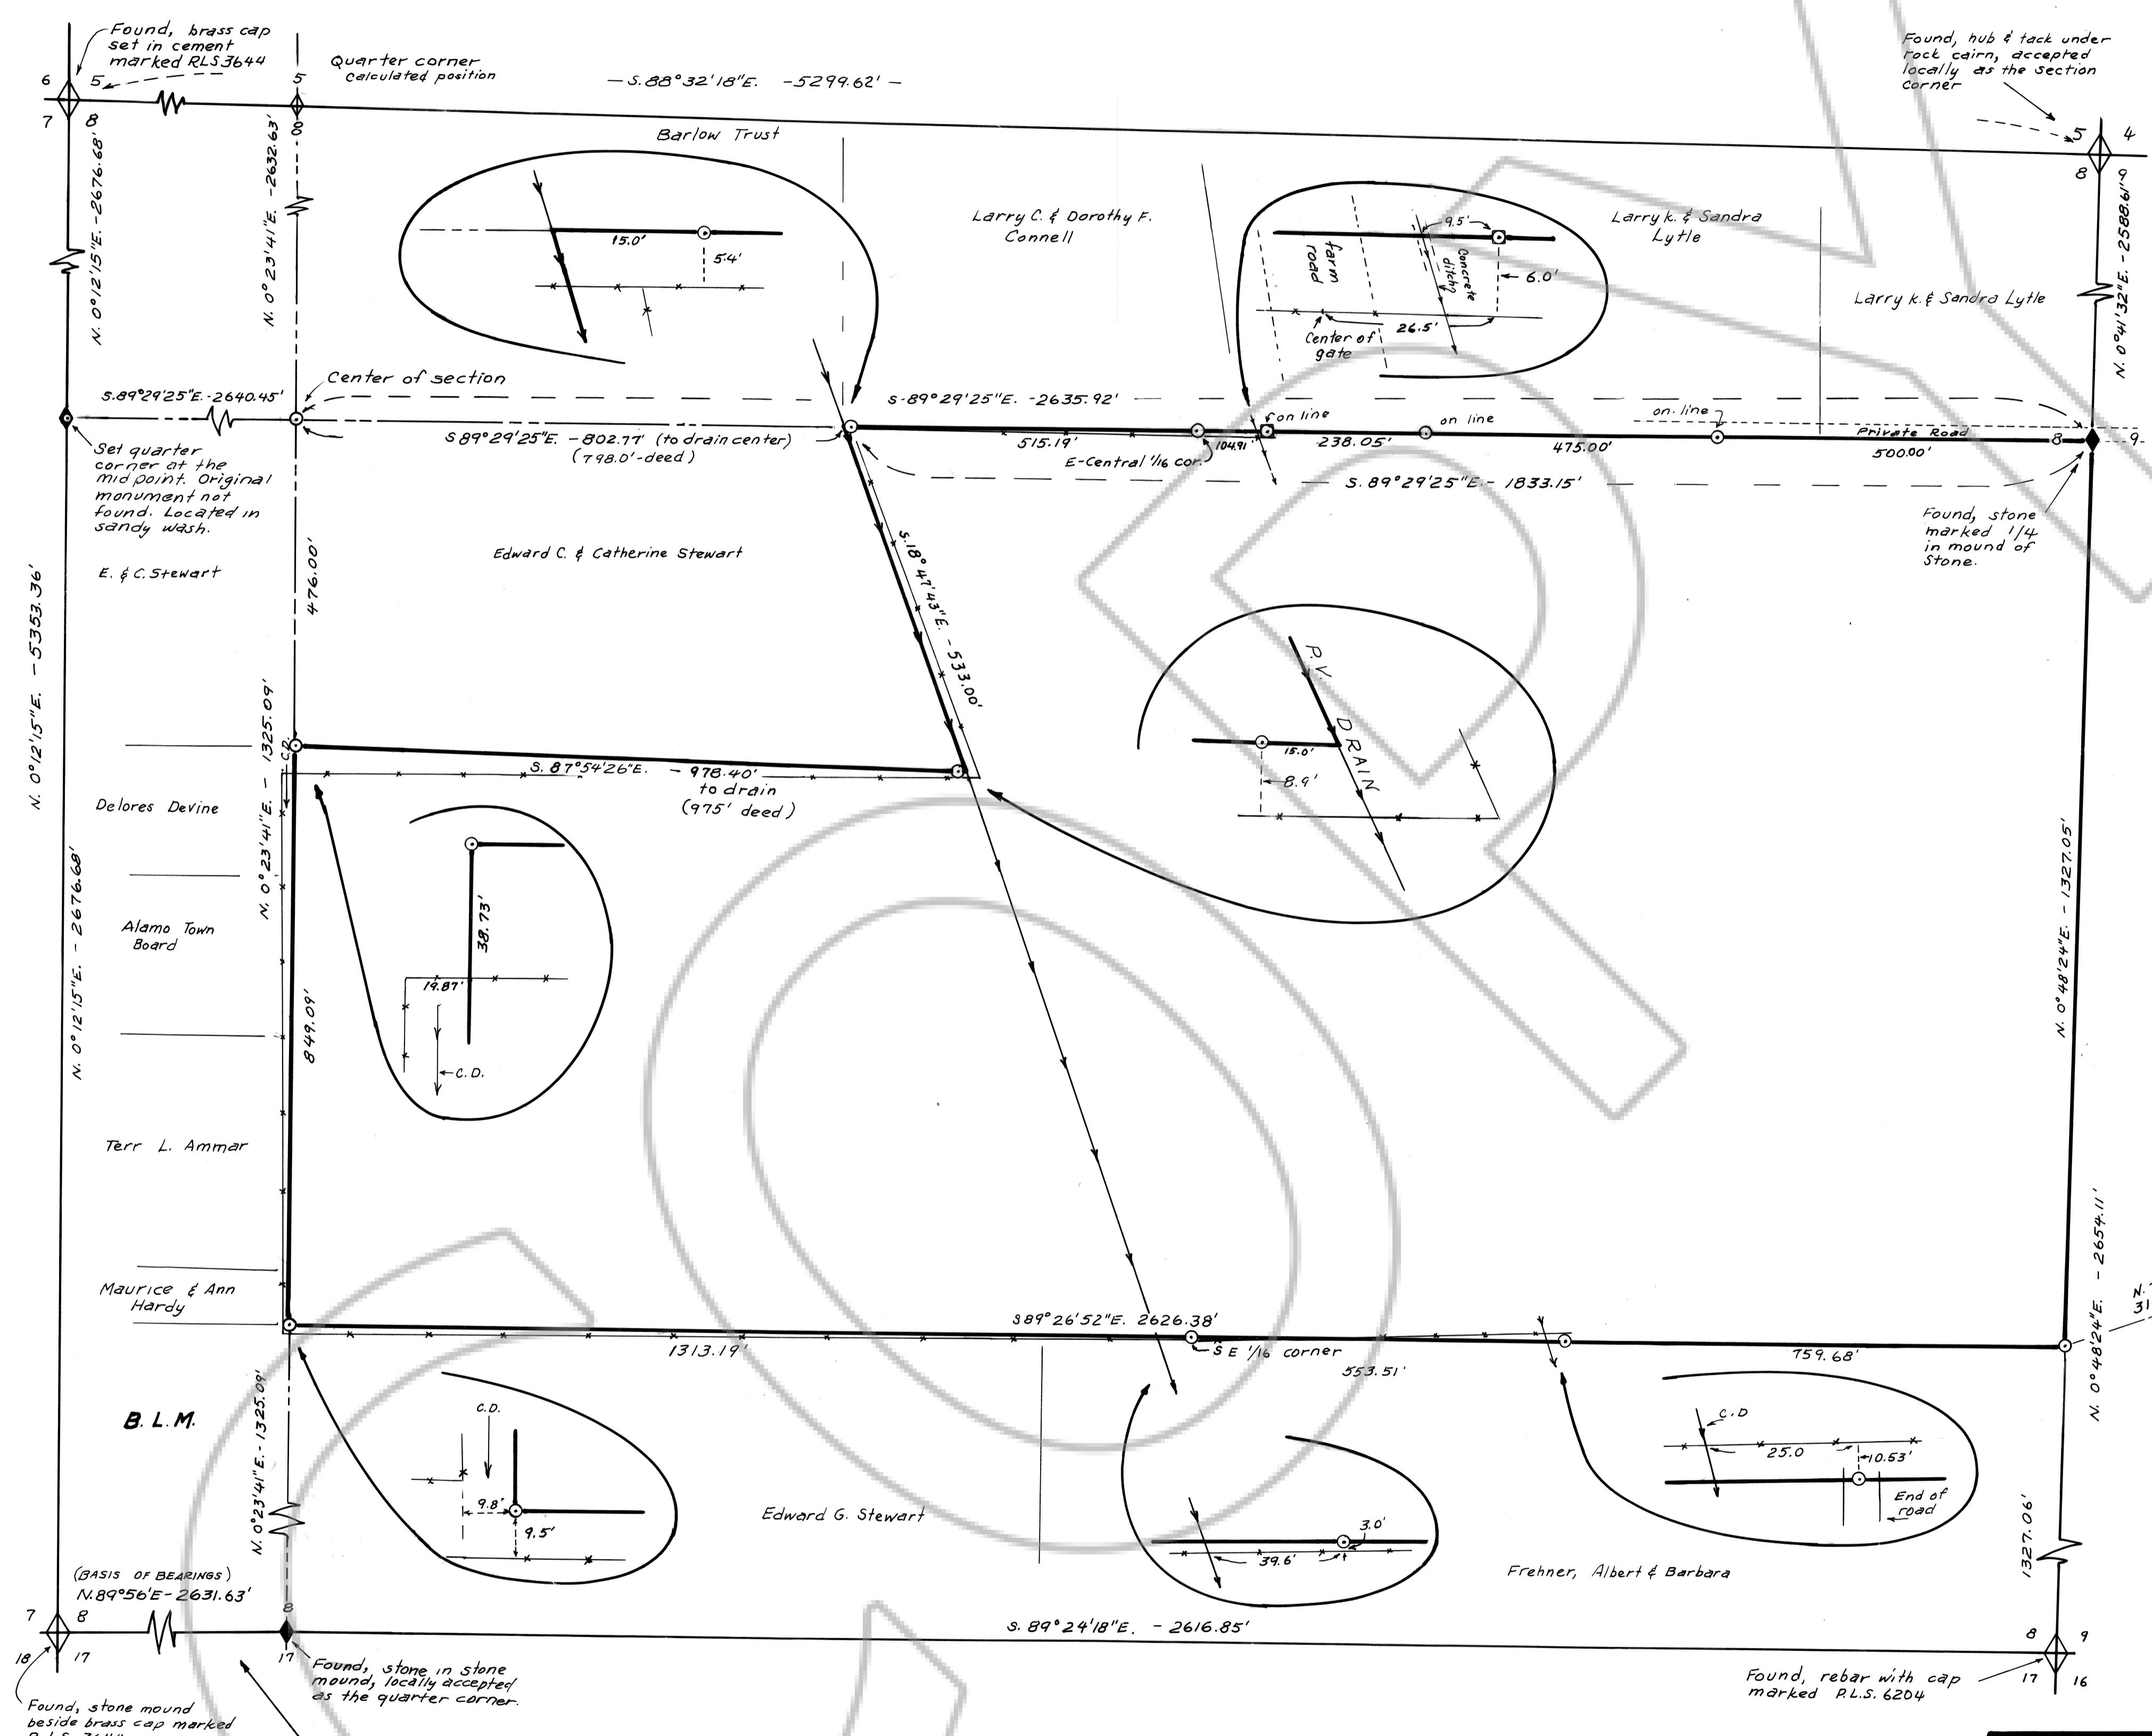 Found, brass cap
set in cement
marked RLS 3644
6 5
7 8
5
8
Quarter corner
calculated position
S. 88°32'18"E. -5299.62'
Found, hub & tack under
rock cairn, accepted
locally as the section
corner
5 4
8
N. 0°12'15"E. -2676.68'
N. 0°23'41"E. -2632.63'
Barlow Trust
15.0'
5.4'
Larry C. & Dorothy F.
Connell
9.5'
farm
road
Concrete
ditch?
6.0'
26.5'
Center of
gate
Larry K. & Sandra
Lytle
Larry K. & Sandra Lytle
N. 0°41'32"E. -2588.61'
S. 89°29'25"E. -2640.45'
Center of section
S 89°29'25"E. -802.77' (to drain center)
(798.0'-deed)
S-89°29'25"E. -2635.92'
515.19'
E-Central 1/16 cor.
104.91'
on line
238.05'
on line
475.00'
on line
Private Road
500.00'
8 9
S. 89°29'25"E. - 1833.15'
Set quarter
corner at the
mid point. Original
monument not
found. Located in
sandy wash.
Found, stone
marked 1/4
in mound of
Stone.
E. & C. Stewart
476.00'
Edward C. & Catherine Stewart
S. 18°47'43"E. - 533.00'
N. 0°12'15"E. - 5353.36'
N. 0°23'41"E. - 1325.09'
C.D.
S. 87°54'26"E. - 978.40'
to drain
(975' deed)
P.V. DRAIN
15.0'
8.9'
Delores Devine
Alamo Town
Board
38.73'
19.87'
C.D.
849.09'
N. 0°12'15"E. - 2676.68'
N. 0°48'24"E. - 1327.05'
Terr L. Ammar
Maurice & Ann
Hardy
S 89°26'52"E. 2626.38'
1313.19'
S E 1/16 corner
553.51'
759.68'
N. 0°48'24"E. - 2654.11'
N.
31
B. L. M.
N. 0°23'41"E. - 1325.09'
C.D.
9.8'
9.5'
Edward G. Stewart
3.0'
39.6'
C.D
25.0
10.53'
End of
road
Frehner, Albert & Barbara
1327.06'
(BASIS OF BEARINGS)
N. 89°56'E - 2631.63'
7 8
18 17
8
17
S. 89°24'18"E. - 2616.85'
8 9
17 16
Found, stone in stone
mound, locally accepted
as the quarter corner.
Found, rebar with cap
marked P.L.S. 6204
Found, stone mound
beside brass cap marked